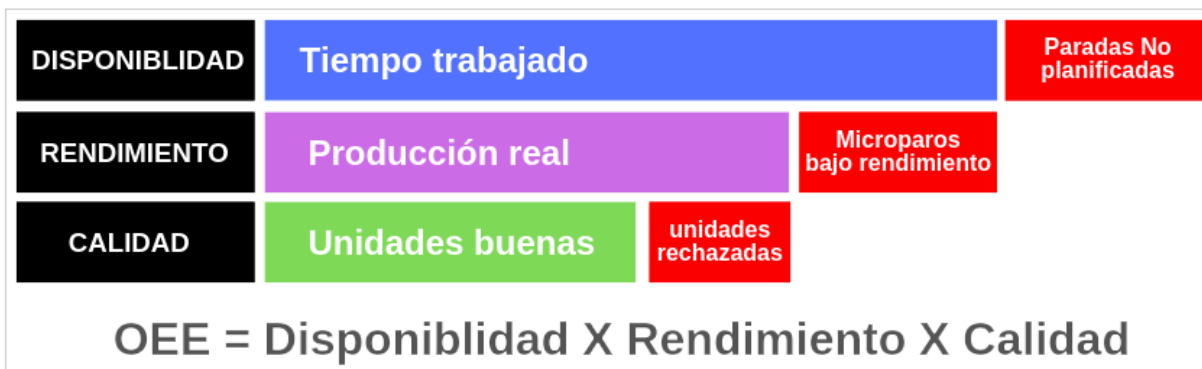 DISPONIBLIDAD
Tiempo trabajado
Paradas No
planificadas
RENDIMIENTO
Producción real
Microparos
bajo rendimiento
CALIDAD
Unidades buenas
unidades
rechazadas
OEE = Disponiblidad X Rendimiento X Calidad